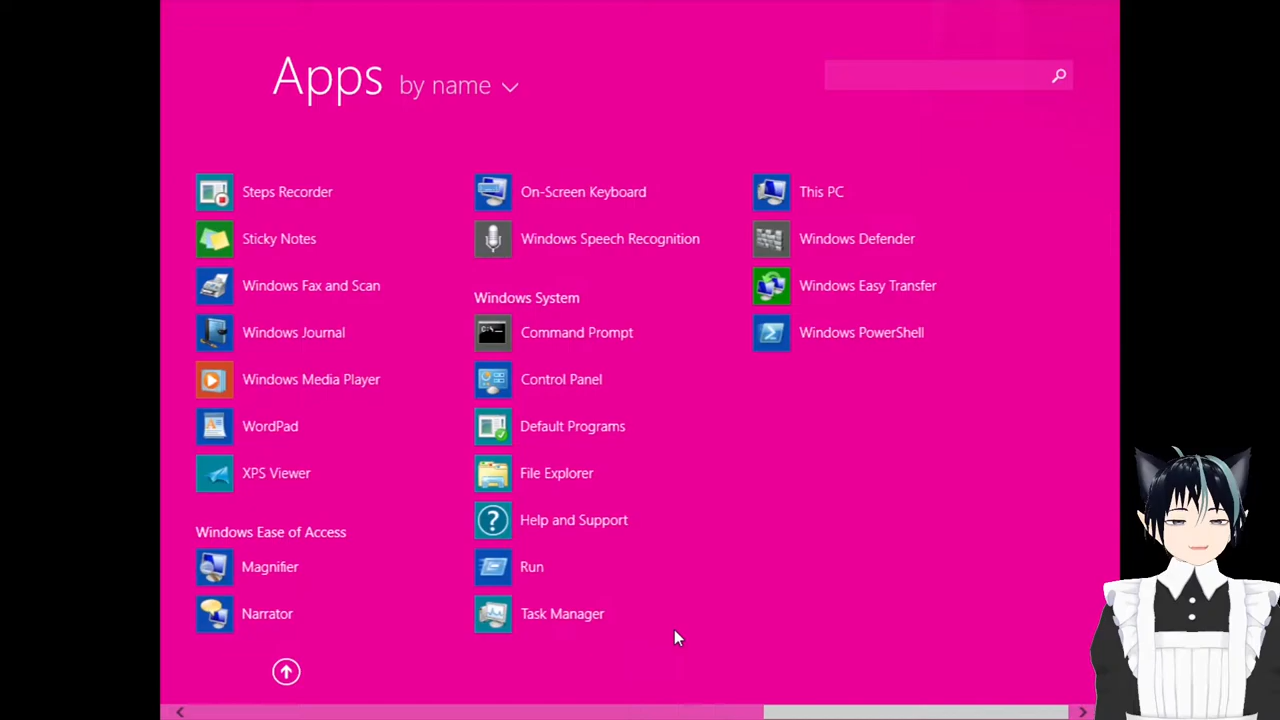 Apps by name
Steps Recorder
Sticky Notes
Windows Fax and Scan
Windows Journal
Windows Media Player
WordPad
XPS Viewer
Windows Ease of Access
Magnifier
Narrator
On-Screen Keyboard
Windows Speech Recognition
Windows System
Command Prompt
Control Panel
Default Programs
File Explorer
Help and Support
Run
Task Manager
This PC
Windows Defender
Windows Easy Transfer
Windows PowerShell